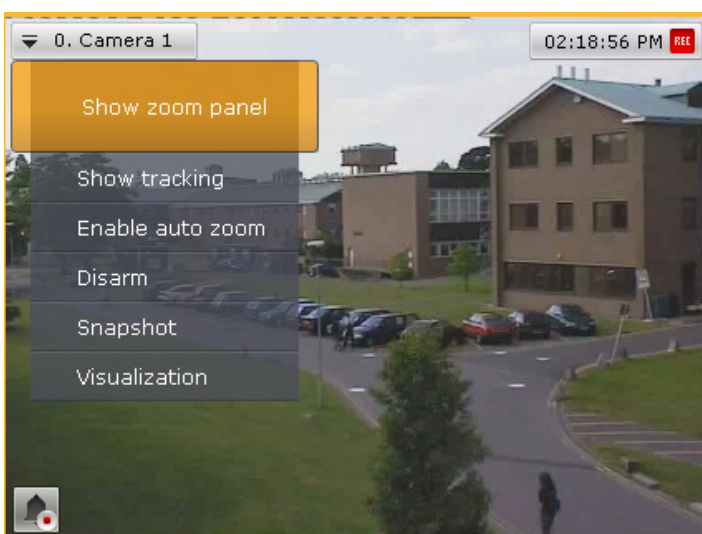 0. Camera 1
02:18:56 PM REC
Show zoom panel
Show tracking
Enable auto zoom
Disarm
Snapshot
Visualization